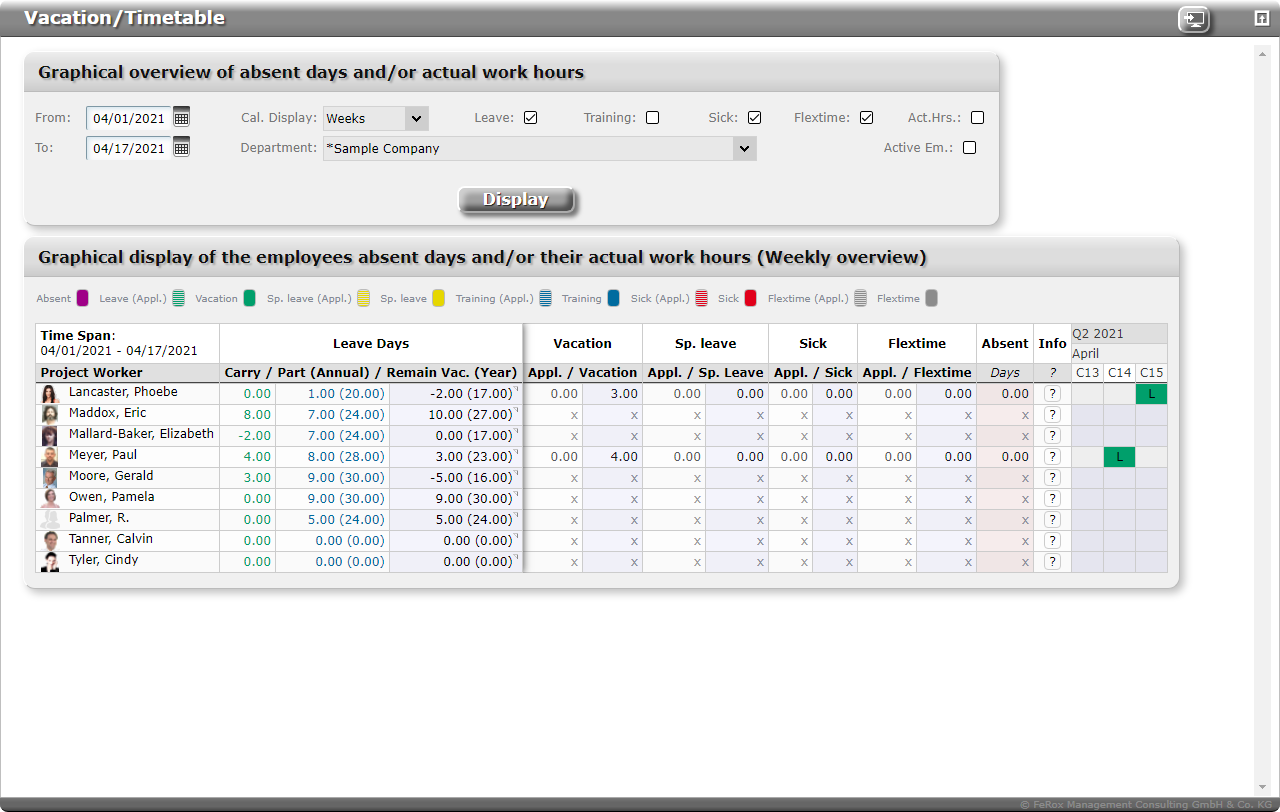 Vacation/Timetable
Graphical overview of absent days and/or actual work hours
From: 04/01/2021 Cal. Display: Weeks Leave: Training: Sick: Flextime: Act.Hrs.:
To: 04/17/2021 Department: *Sample Company Active Em.:
Display
Graphical display of the employees absent days and/or their actual work hours (Weekly overview)
Absent Leave (Appl.) Vacation Sp. leave (Appl.) Sp. leave Training (Appl.) Training Sick (Appl.) Sick Flextime (Appl.) Flextime
Time Span: Leave Days Vacation Sp. leave Sick Flextime Absent Info Q2 2021
04/01/2021 - 04/17/2021 April
Project Worker Carry / Part (Annual) / Remain Vac. (Year) Appl. / Vacation Appl. / Sp. Leave Appl. / Sick Appl. / Flextime Days ? C13 C14 C15
Lancaster, Phoebe 0.00 1.00 (20.00) -2.00 (17.00) 0.00 3.00 0.00 0.00 0.00 0.00 0.00 0.00 0.00 ? L
Maddox, Eric 8.00 7.00 (24.00) 10.00 (27.00) x x x x x x x x x ?
Mallard-Baker, Elizabeth -2.00 7.00 (24.00) 0.00 (17.00) x x x x x x x x x ?
Meyer, Paul 4.00 8.00 (28.00) 3.00 (23.00) 0.00 4.00 0.00 0.00 0.00 0.00 0.00 0.00 0.00 ? L
Moore, Gerald 3.00 9.00 (30.00) -5.00 (16.00) x x x x x x x x x ?
Owen, Pamela 0.00 9.00 (30.00) 9.00 (30.00) x x x x x x x x x ?
Palmer, R. 0.00 5.00 (24.00) 5.00 (24.00) x x x x x x x x x ?
Tanner, Calvin 0.00 0.00 (0.00) 0.00 (0.00) x x x x x x x x x ?
Tyler, Cindy 0.00 0.00 (0.00) 0.00 (0.00) x x x x x x x x x ?
© FeRox Management Consulting GmbH & Co. KG